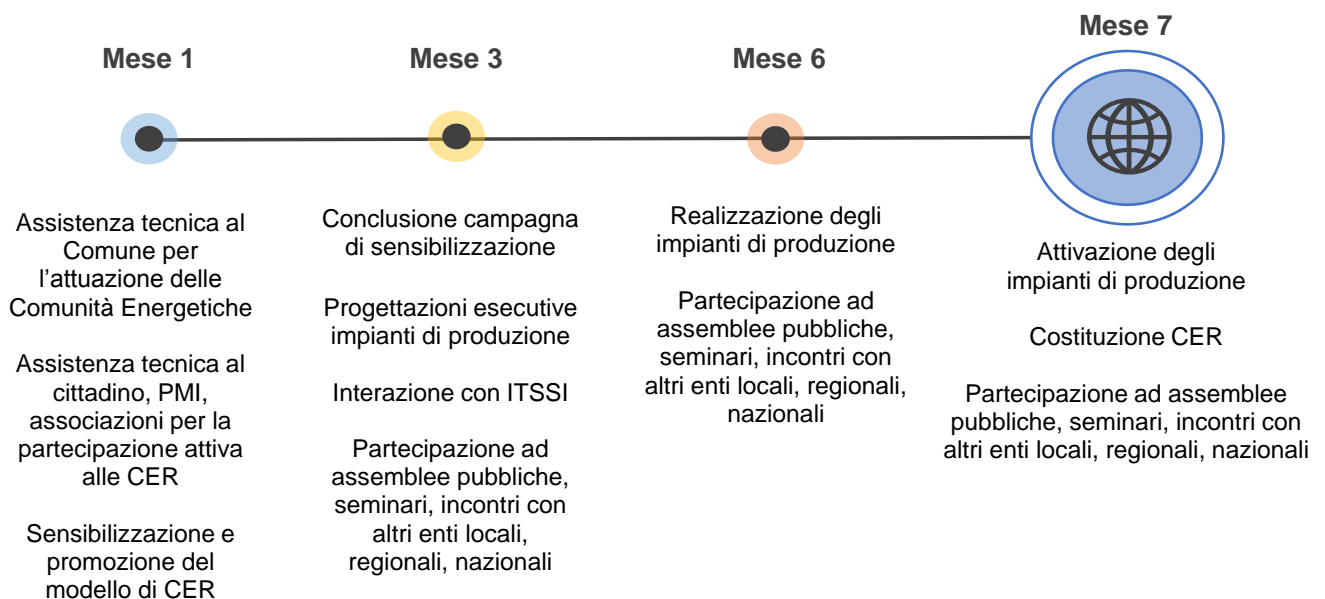 Mese 1
Assistenza tecnica al
Comune per
l’attuazione delle
Comunità Energetiche
Assistenza tecnica al
cittadino, PMI,
associazioni per la
partecipazione attiva
alle CER
Sensibilizzazione e
promozione del
modello di CER
Mese 3
Conclusione campagna
di sensibilizzazione
Progettazioni esecutive
impianti di produzione
Interazione con ITSSI
Partecipazione ad
assemblee pubbliche,
seminari, incontri con
altri enti locali,
regionali, nazionali
Mese 6
Realizzazione degli
impianti di produzione
Partecipazione ad
assemblee pubbliche,
seminari, incontri con
altri enti locali, regionali,
nazionali
Mese 7
Attivazione degli
impianti di produzione
Costituzione CER
Partecipazione ad assemblee
pubbliche, seminari, incontri con
altri enti locali, regionali, nazionali